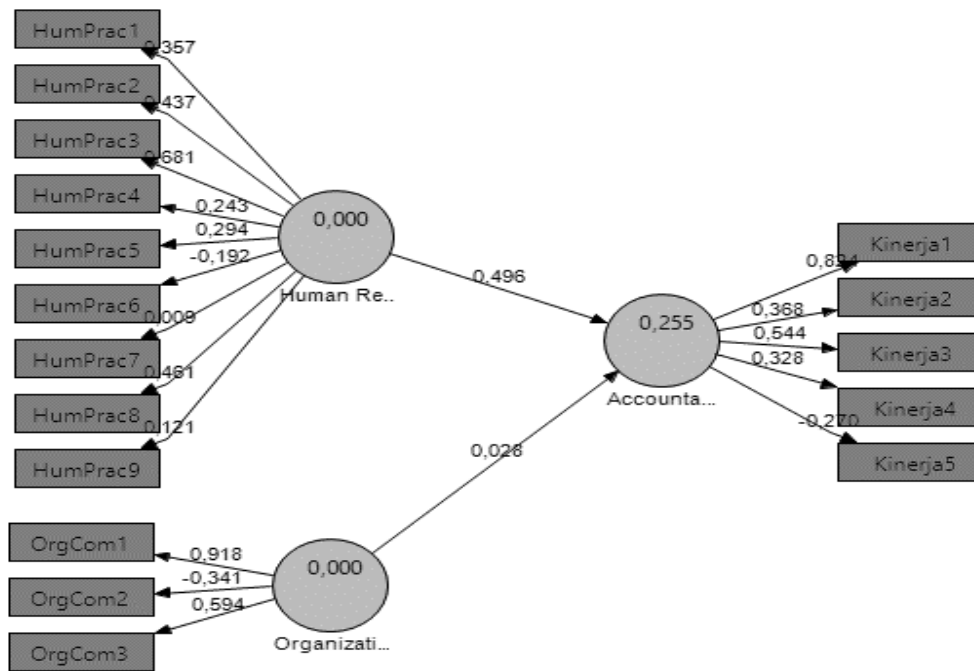 HumPrac1
HumPrac2
HumPrac3
HumPrac4
HumPrac5
HumPrac6
HumPrac7
HumPrac8
HumPrac9
0,357
0,437
0,681
0,243
0,294
-0,192
0,009
0,461
0,121
0,000
Human Re..
0,496
OrgCom1
OrgCom2
OrgCom3
0,918
-0,341
0,594
0,000
Organizati...
0,028
0,255
Accounta...
0,368
0,544
0,328
-0,270
Kinerja1
Kinerja2
Kinerja3
Kinerja4
Kinerja5